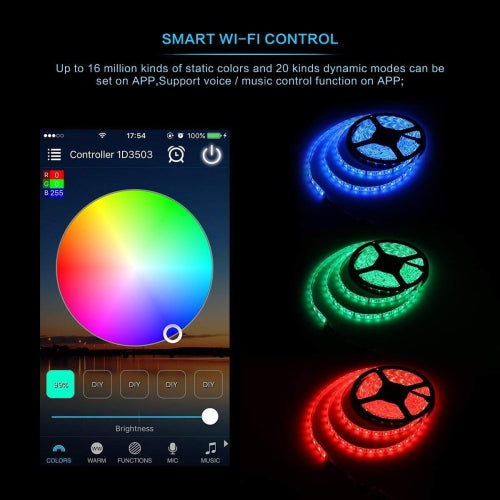 SMART WI-FI CONTROL
Up to 16 million kinds of static colors and 20 kinds dynamic modes can be
set on APP,Support voice / music control function on APP;
17:54 100%
Controller 1D3503
R 0
G 0
B 255
99% DIY DIY DIY DIY
Brightness
COLORS WARM FUNCTIONS MIC MUSIC